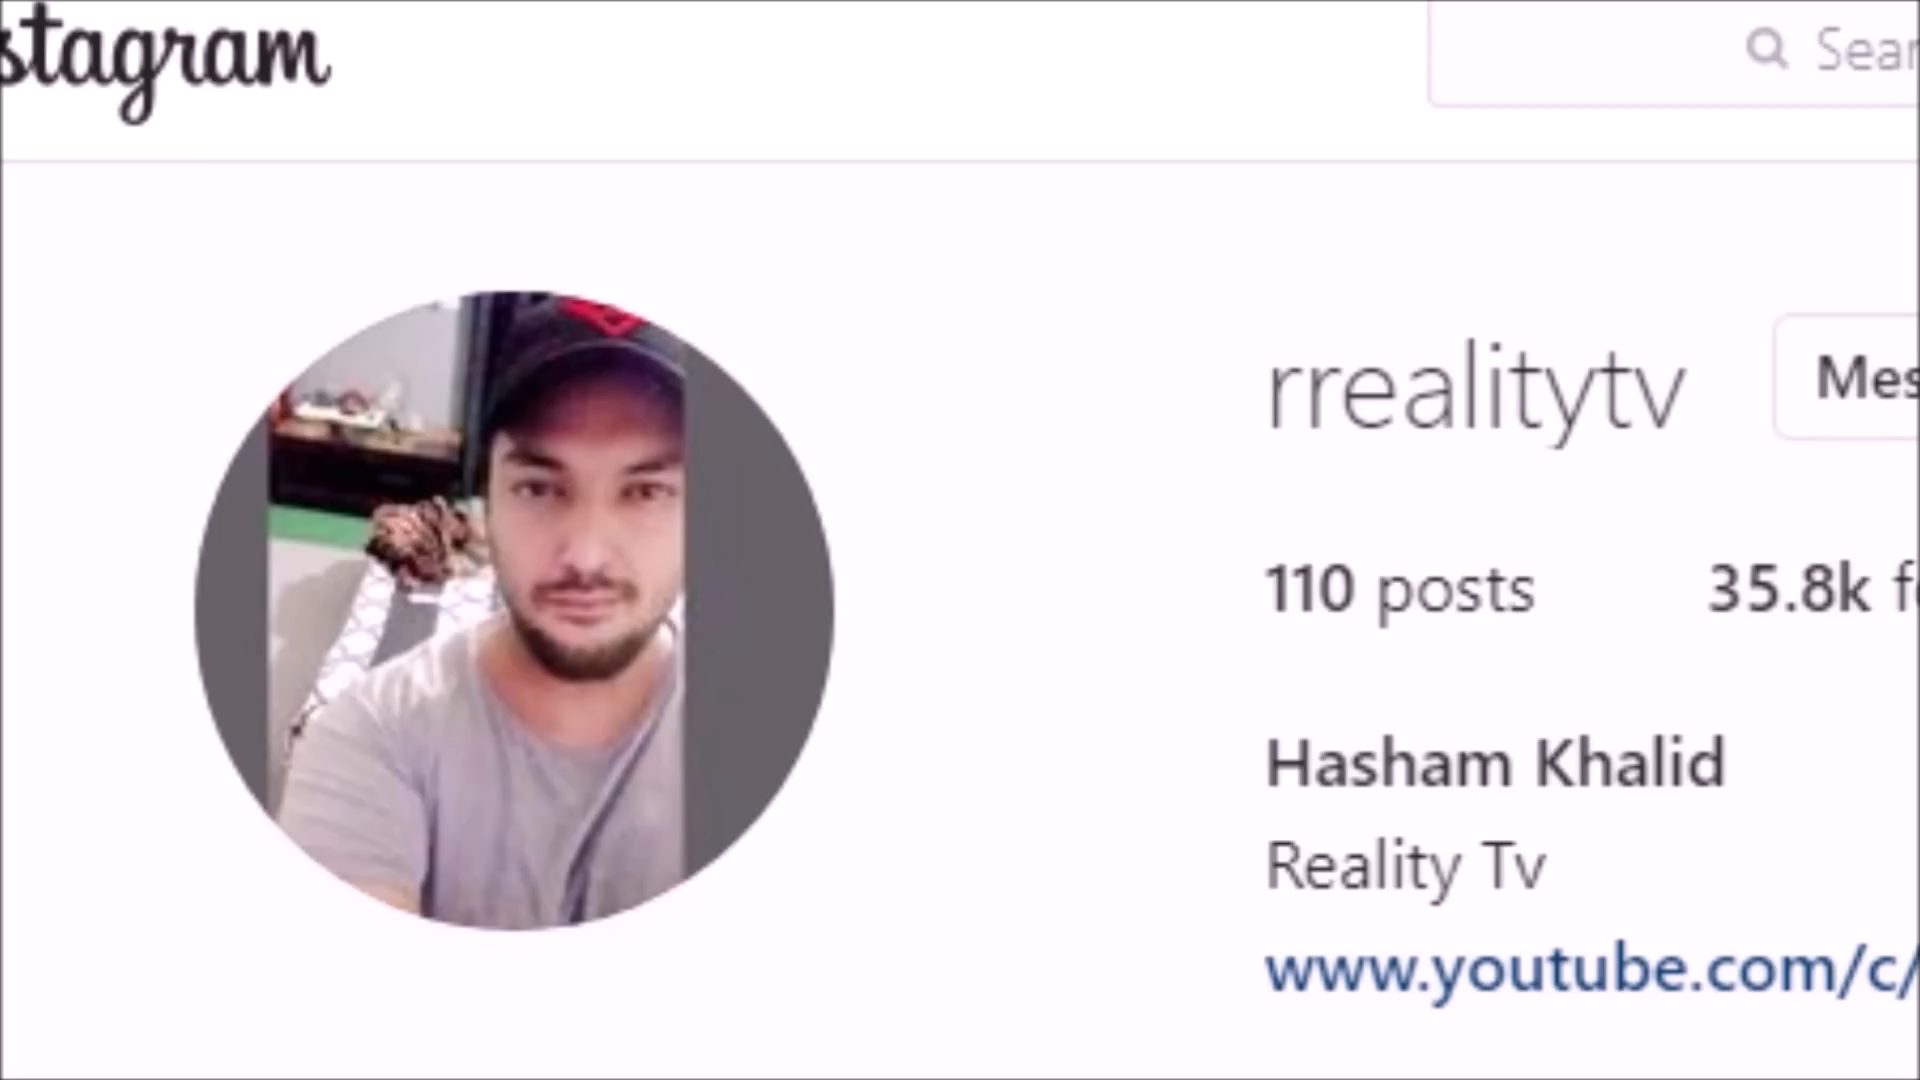 stagram
Sear
rrealitytv Mes
110 posts 35.8k f
Hasham Khalid
Reality Tv
www.youtube.com/c/